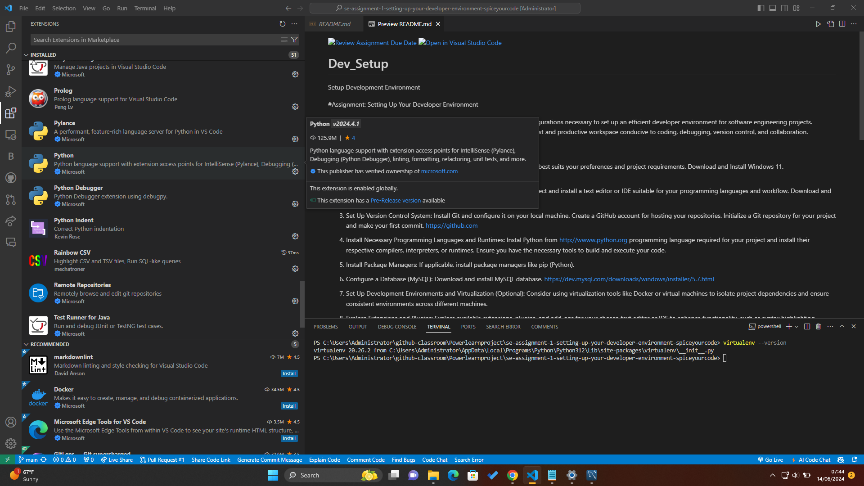 File Edit Selection View Go Run Terminal Help
se-assignment-1-setting-up-your-developer-environment-spiceyourcode [Administrator]
EXTENSIONS
README.md
Preview README.md
Search Extensions in Marketplace
INSTALLED 51
Manage Java projects in Visual Studio Code
Microsoft
Prolog
Prolog language support for Visual Studio Code
Peng Lv
Pylance
A performant, feature-rich language server for Python in VS Code
Microsoft
Python
Python language support with extension access points for IntelliSense (Pylance), Debugging (
Microsoft
Python Debugger
Python Debugger extension using debugpy.
Microsoft
Python Indent
Correct Python Indentation
Kevin Rose
Rainbow CSV
Highlight CSV and TSV files, Run SQL-like queries
mechatroner
Remote Repositories
Remotely browse and edit git repositories
Microsoft
Test Runner for Java
Run and debug JUnit or TestNG test cases.
Microsoft
RECOMMENDED 5
markdownlint
Markdown linting and style checking for Visual Studio Code
David Anson Install
Docker
Makes it easy to create, manage, and debug containerized applications.
Microsoft Install
Microsoft Edge Tools for VS Code
Use the Microsoft Edge Tools from within VS Code to see your site's runtime HTML structure,
Microsoft Install
Review Assignment Due Date Open in Visual Studio Code
Dev_Setup
Setup Development Environment
#Assignment: Setting Up Your Developer Environment
Python v2024.4.1
125.9M | 4
Python language support with extension access points for IntelliSense (Pylance),
Debugging (Python Debugger), linting, formatting, refactoring, unit tests, and more.
This publisher has verified ownership of microsoft.com
This extension is enabled globally.
This extension has a Pre-Release version available
urations necessary to set up an efficient developer environment for software engineering projects.
t and productive workspace conducive to coding, debugging, version control, and collaboration.
best suits your preferences and project requirements. Download and Install Windows 11.
ect and install a text editor or IDE suitable for your programming languages and workflow. Download and
3. Set Up Version Control System: Install Git and configure it on your local machine. Create a GitHub account for hosting your repositories. Initialize a Git repository for your project
and make your first commit. https://github.com
4. Install Necessary Programming Languages and Runtimes: Instal Python from http://wwww.python.org programming language required for your project and install their
respective compilers, interpreters, or runtimes. Ensure you have the necessary tools to build and execute your code.
5. Install Package Managers: If applicable, install package managers like pip (Python).
6. Configure a Database (MySQL): Download and install MySQL database. https://dev.mysql.com/downloads/windows/installer/5.7.html
7. Set Up Development Environments and Virtualization (Optional): Consider using virtualization tools like Docker or virtual machines to isolate project dependencies and ensure
consistent environments across different machines.
PROBLEMS OUTPUT DEBUG CONSOLE TERMINAL PORTS SEARCH ERROR COMMENTS
powershell
PS C:\Users\Administrator\github-classroom\Powerlearnproject\se-assignment-1-setting-up-your-developer-environment-spiceyourcode> virtualenv --version
virtualenv 20.26.2 from C:\Users\Administrator\AppData\Local\Programs\Python\Python312\Lib\site-packages\virtualenv\__init__.py
PS C:\Users\Administrator\github-classroom\Powerlearnproject\se-assignment-1-setting-up-your-developer-environment-spiceyourcode>
main 0 0 0 Live Share Pull Request #1 Share Code Link Generate Commit Message Explain Code Comment Code Find Bugs Code Chat Search Error Go Live AI Code Chat
67°F
Sunny
Search
07:44
14/06/2024